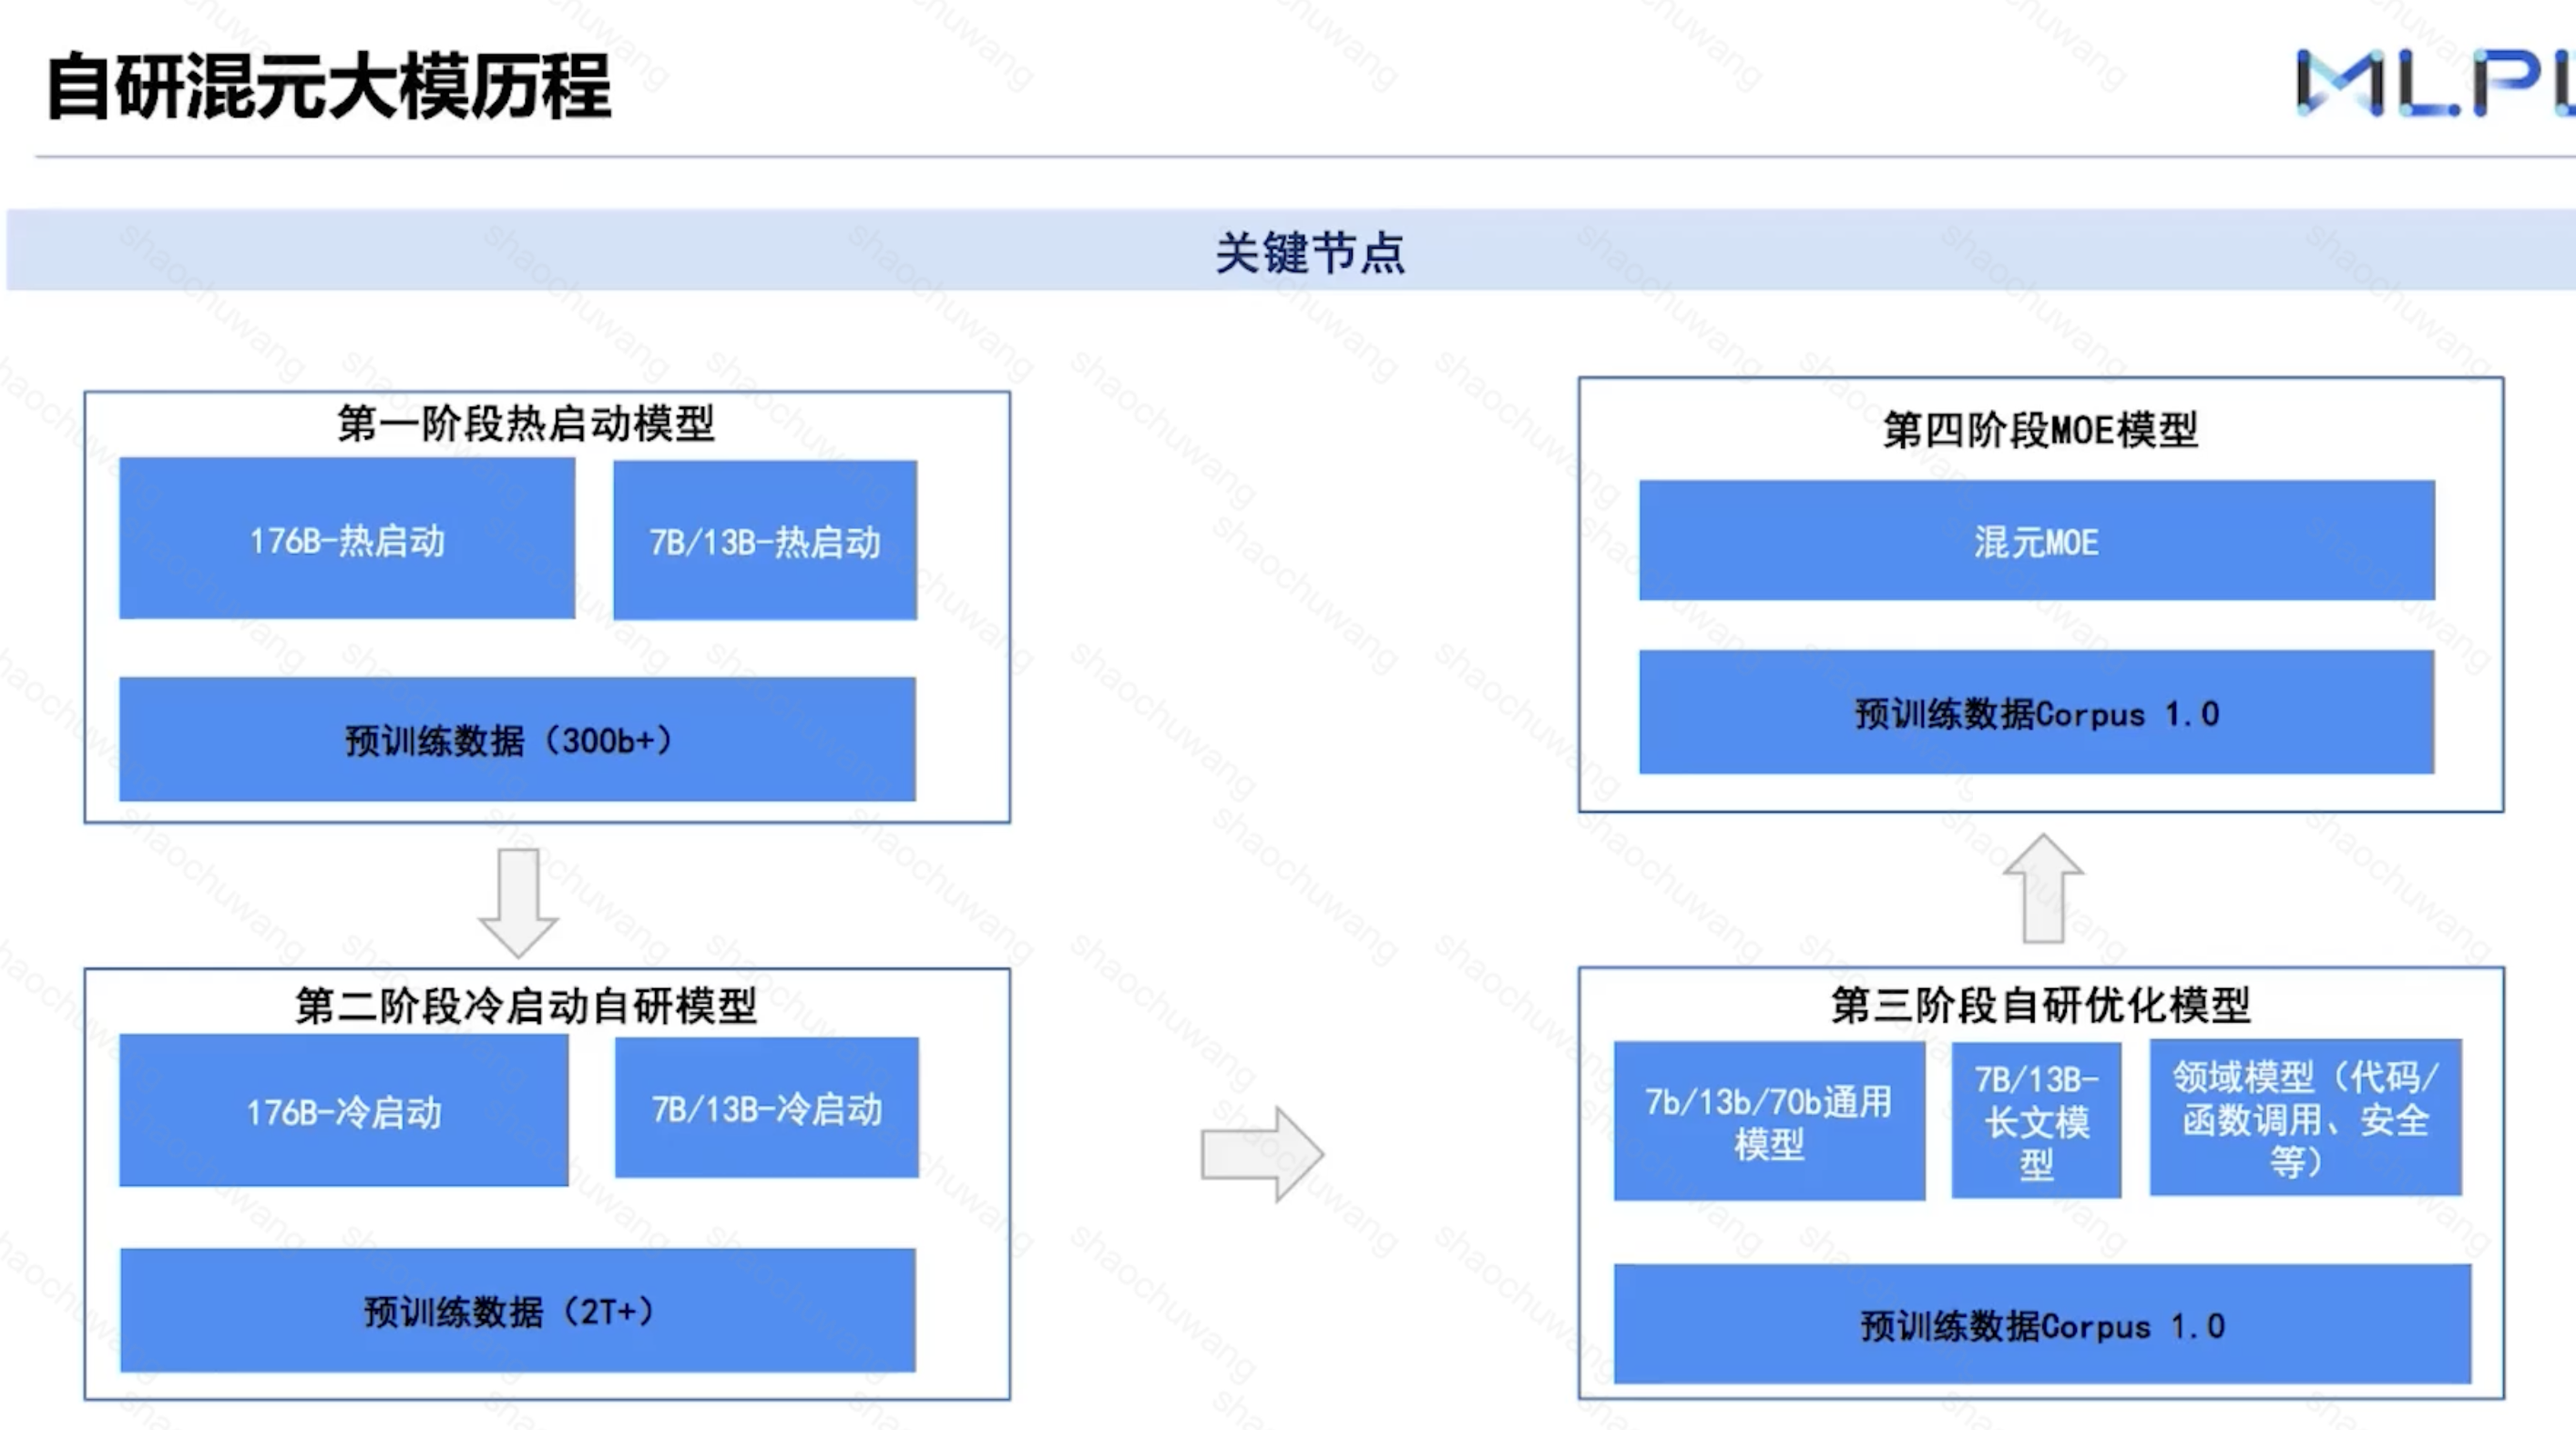 自研混元大模历程
MLP
关键节点
第一阶段热启动模型
176B-热启动
7B/13B-热启动
预训练数据（300b+）
第二阶段冷启动自研模型
176B-冷启动
7B/13B-冷启动
预训练数据（2T+）
第三阶段自研优化模型
7b/13b/70b通用
模型
7B/13B-
长文模
型
领域模型（代码/
函数调用、安全
等）
预训练数据Corpus 1.0
第四阶段MOE模型
混元MOE
预训练数据Corpus 1.0
shaochuwang